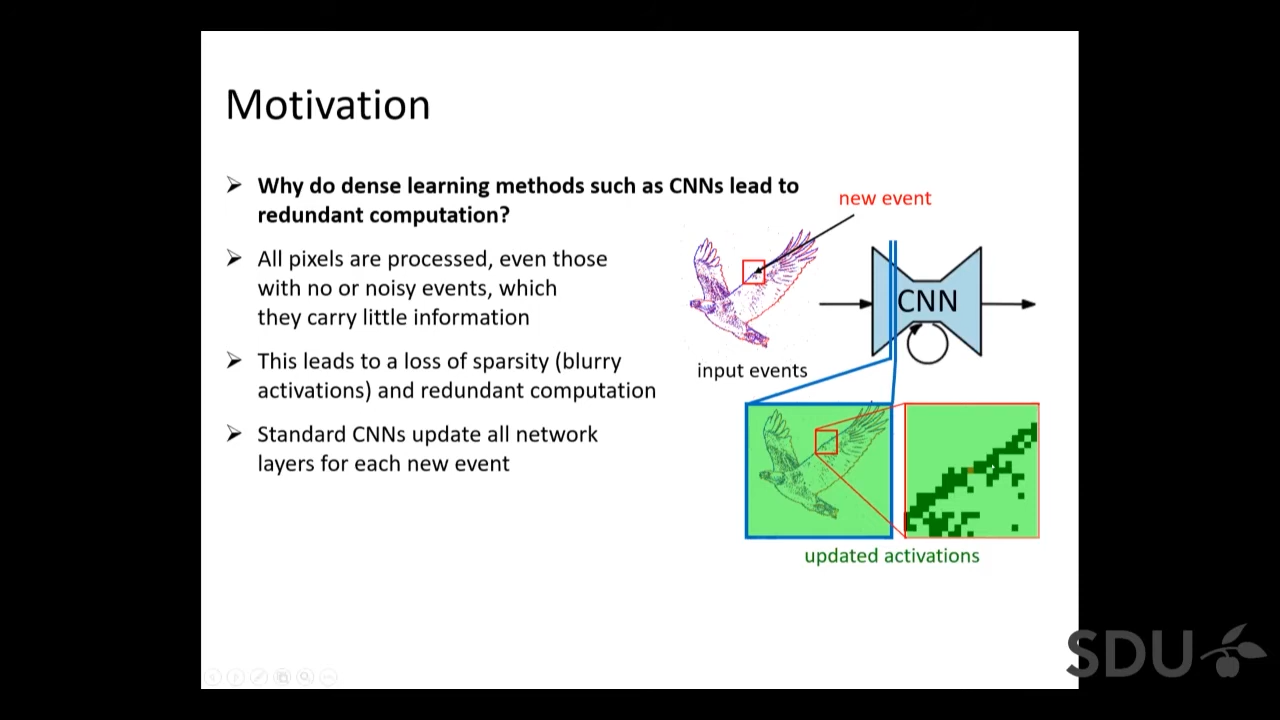 Motivation
Why do dense learning methods such as CNNs lead to
redundant computation?
All pixels are processed, even those
with no or noisy events, which
they carry little information
This leads to a loss of sparsity (blurry
activations) and redundant computation
Standard CNNs update all network
layers for each new event
new event
CNN
input events
updated activations
SDU